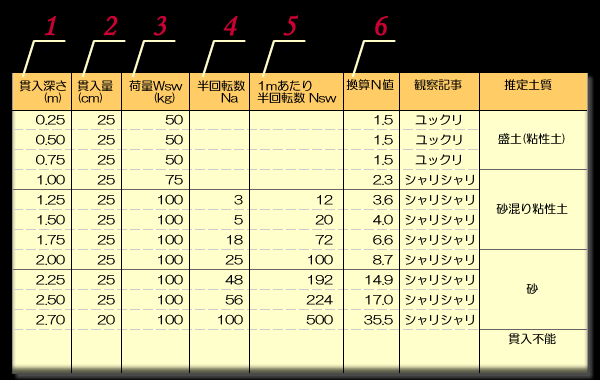 1 2 3 4 5 6
貫入深さ(m) 貫入量(cm) 荷量Wsw(kg) 半回転数Na 1mあたり半回転数 Nsw 換算N値 観察記事 推定土質
0.25 25 50 1.5 ユックリ
0.50 25 50 1.5 ユックリ 盛土(粘性土)
0.75 25 50 1.5 ユックリ
1.00 25 75 2.3 シャリシャリ
1.25 25 100 3 12 3.6 シャリシャリ 砂混り粘性土
1.50 25 100 5 20 4.0 シャリシャリ
1.75 25 100 18 72 6.6 シャリシャリ
2.00 25 100 25 100 8.7 シャリシャリ
2.25 25 100 48 192 14.9 シャリシャリ 砂
2.50 25 100 56 224 17.0 シャリシャリ
2.70 20 100 100 500 35.5 シャリシャリ
貫入不能